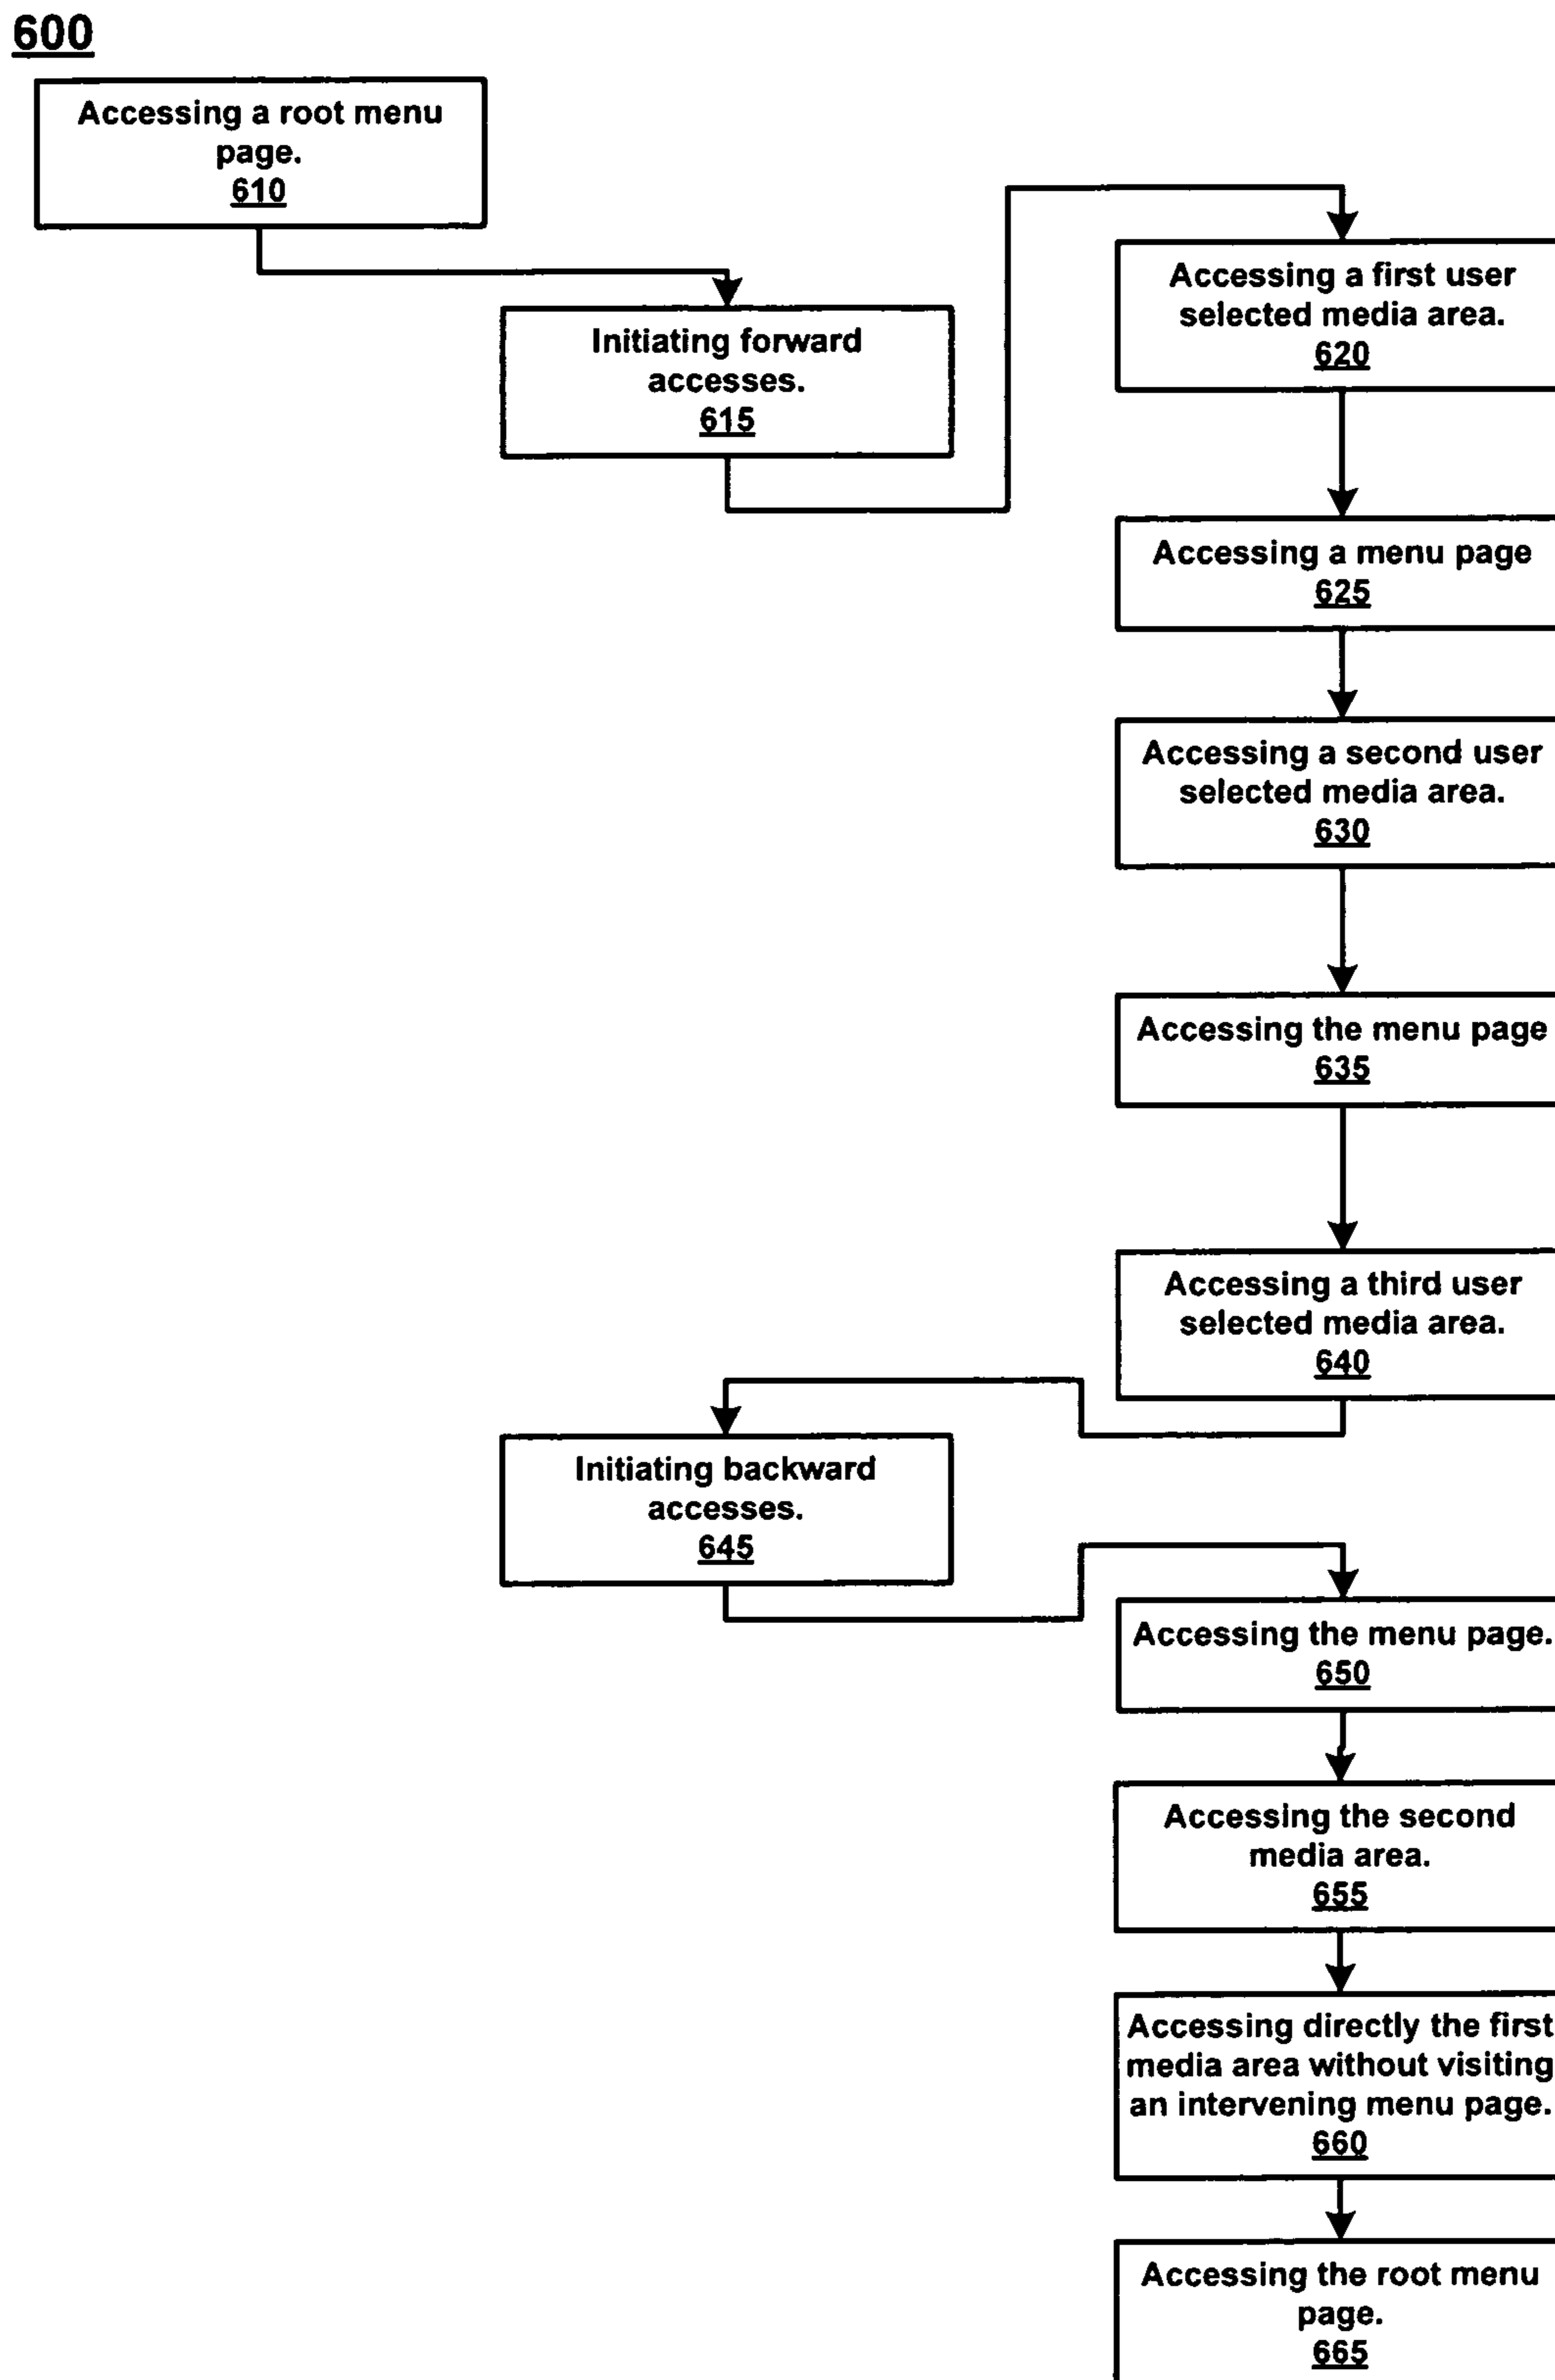 600
Accessing a root menu
page.
610
Initiating forward
accesses.
615
Accessing a first user
selected media area.
620
Accessing a menu page
625
Accessing a second user
selected media area.
630
Accessing the menu page
635
Accessing a third user
selected media area.
640
Initiating backward
accesses.
645
Accessing the menu page.
650
Accessing the second
media area.
655
Accessing directly the first
media area without visiting
an intervening menu page.
660
Accessing the root menu
page.
665